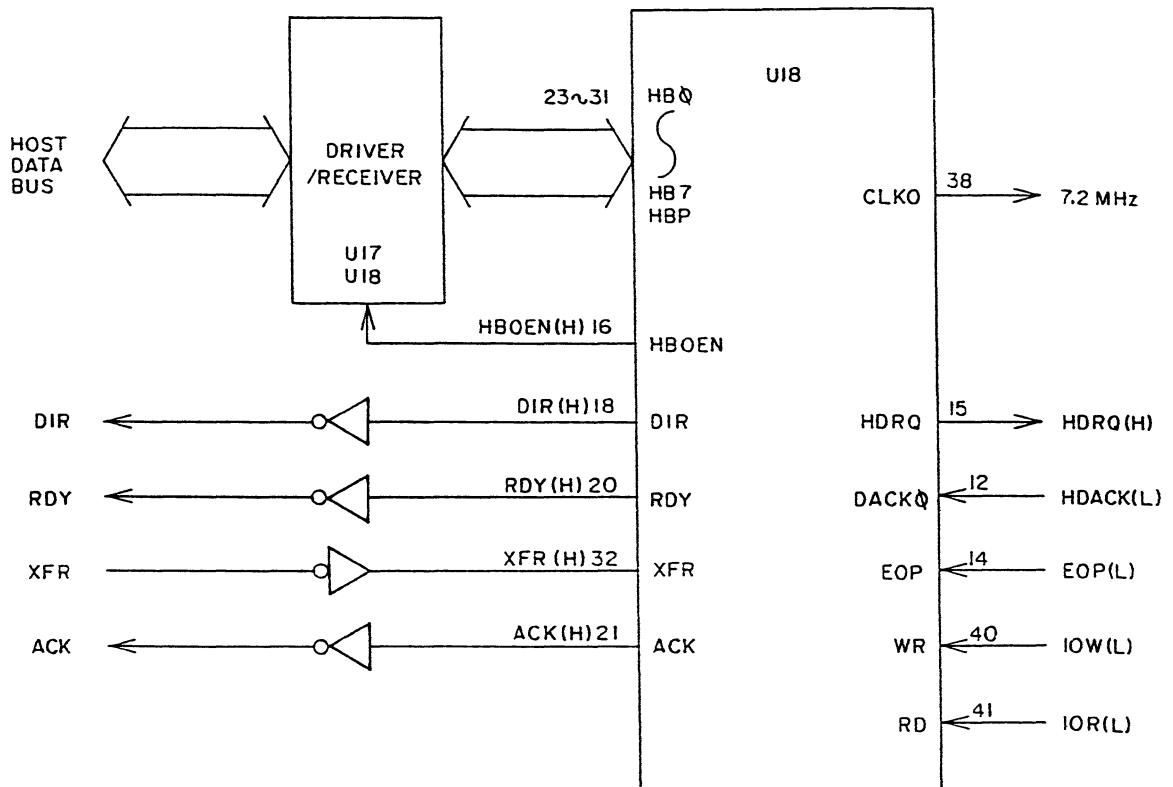 U18
23~31
HBØ
HB7
HBP
HOST
DATA
BUS
DRIVER
/RECEIVER
U17
U18
CLKO
38
7.2 MHz
HBOEN(H) 16
HBOEN
DIR
DIR(H) 18
DIR
HDRQ
15
HDRQ(H)
RDY
RDY(H) 20
RDY
DACKØ
12
HDACK(L)
XFR
XFR(H) 32
XFR
EOP
14
EOP(L)
ACK
ACK(H) 21
ACK
WR
40
IOW(L)
RD
41
IOR(L)